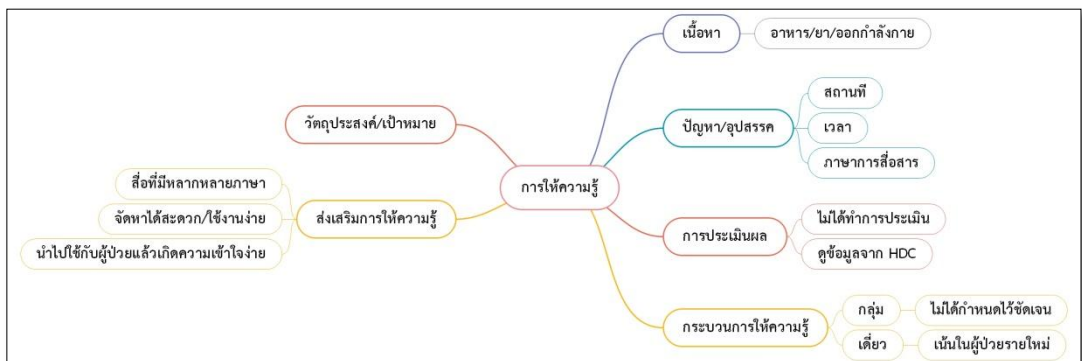 เนื้อหา
อาหาร/ยา/ออกกำลังกาย
วัตถุประสงค์/เป้าหมาย
ปัญหา/อุปสรรค
สถานที
เวลา
ภาษาการสื่อสาร
การให้ความรู้
สื่อที่มีหลากหลายภาษา
จัดหาได้สะดวก/ใช้งานง่าย
นำไปใช้กับผู้ป่วยแล้วเกิดความเข้าใจง่าย
ส่งเสริมการให้ความรู้
การประเมินผล
ไม่ได้ทำการประเมิน
ดูข้อมูลจาก HDC
กระบวนการให้ความรู้
กลุ่ม
ไม่ได้กำหนดไว้ชัดเจน
เดี่ยว
เน้นในผู้ป่วยรายใหม่